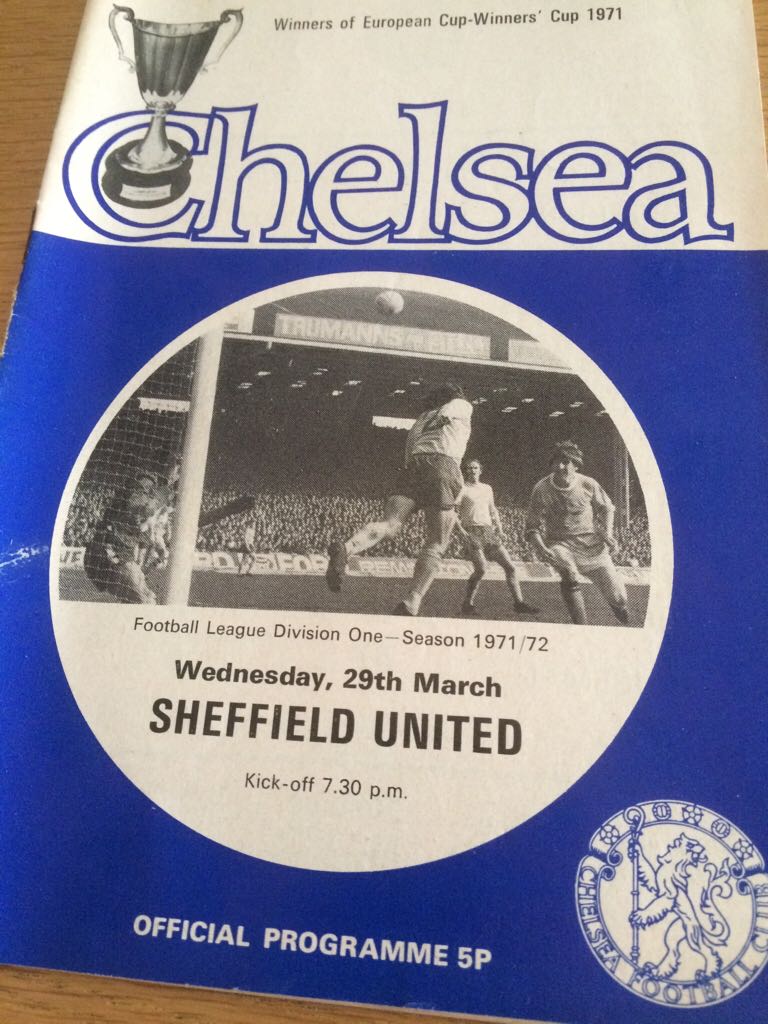 Winners of European Cup-Winners' Cup 1971
Chelsea
TRUMANNS
Football League Division One—Season 1971/72
Wednesday, 29th March
SHEFFIELD UNITED
Kick-off 7.30 p.m.
OFFICIAL PROGRAMME 5P
CHELSEA FOOTBALL CLUB